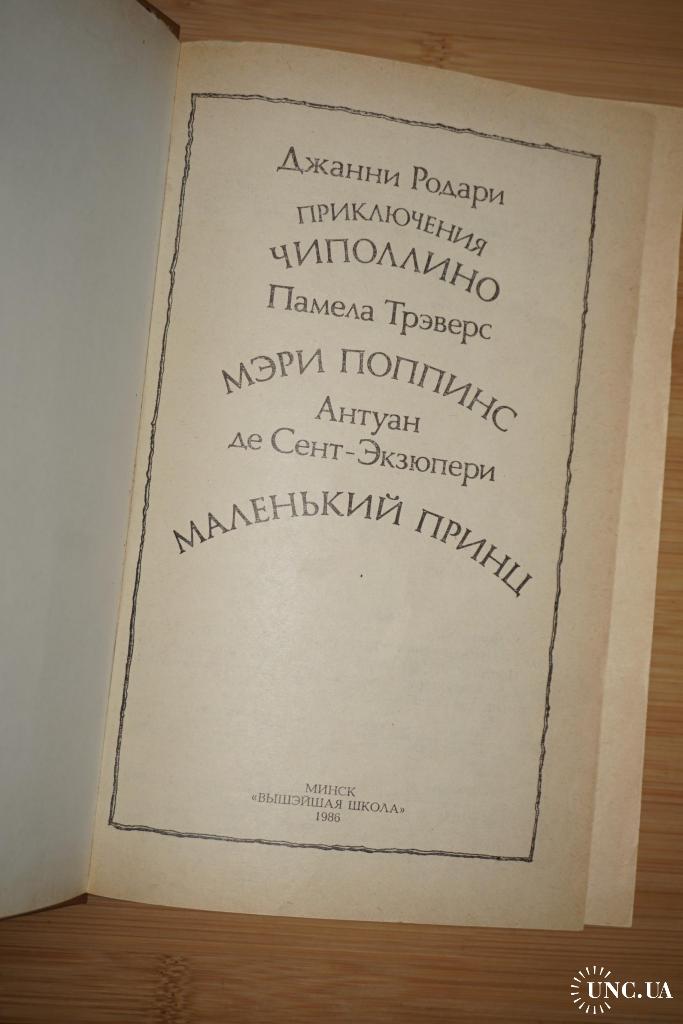 Джанни Родари
ПРИКЛЮЧЕНИЯ
ЧИПОЛЛИНО
Памела Трэверс
МЭРИ ПОППИНС
Антуан
де Сент-Экзюпери
МАЛЕНЬКИЙ ПРИНЦ
МИНСК
«ВЫШЭЙШАЯ ШКОЛА»
1986
UNC.UA